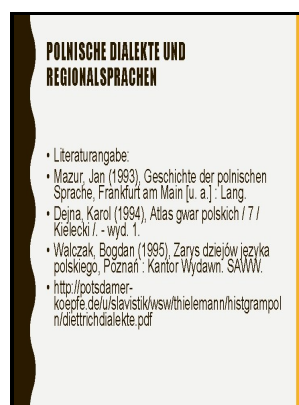 POLNISCHE DIALEKTE UND
REGIONALSPRACHEN
• Literaturangabe:
• Mazur, Jan (1993), Geschichte der polnischen
Sprache, Frankfurt am Main [u. a.] : Lang.
• Dejna, Karol (1994), Atlas gwar polskich / 7 /
Kielecki /. - wyd. 1.
• Walczak, Bogdan (1995), Zarys dziejów języka
polskiego, Poznań : Kantor Wydawn. SAWW.
• http://potsdamer-
koepfe.de/u/slavistik/wsw/thielemann/histgrampol
n/diettrichdialekte.pdf